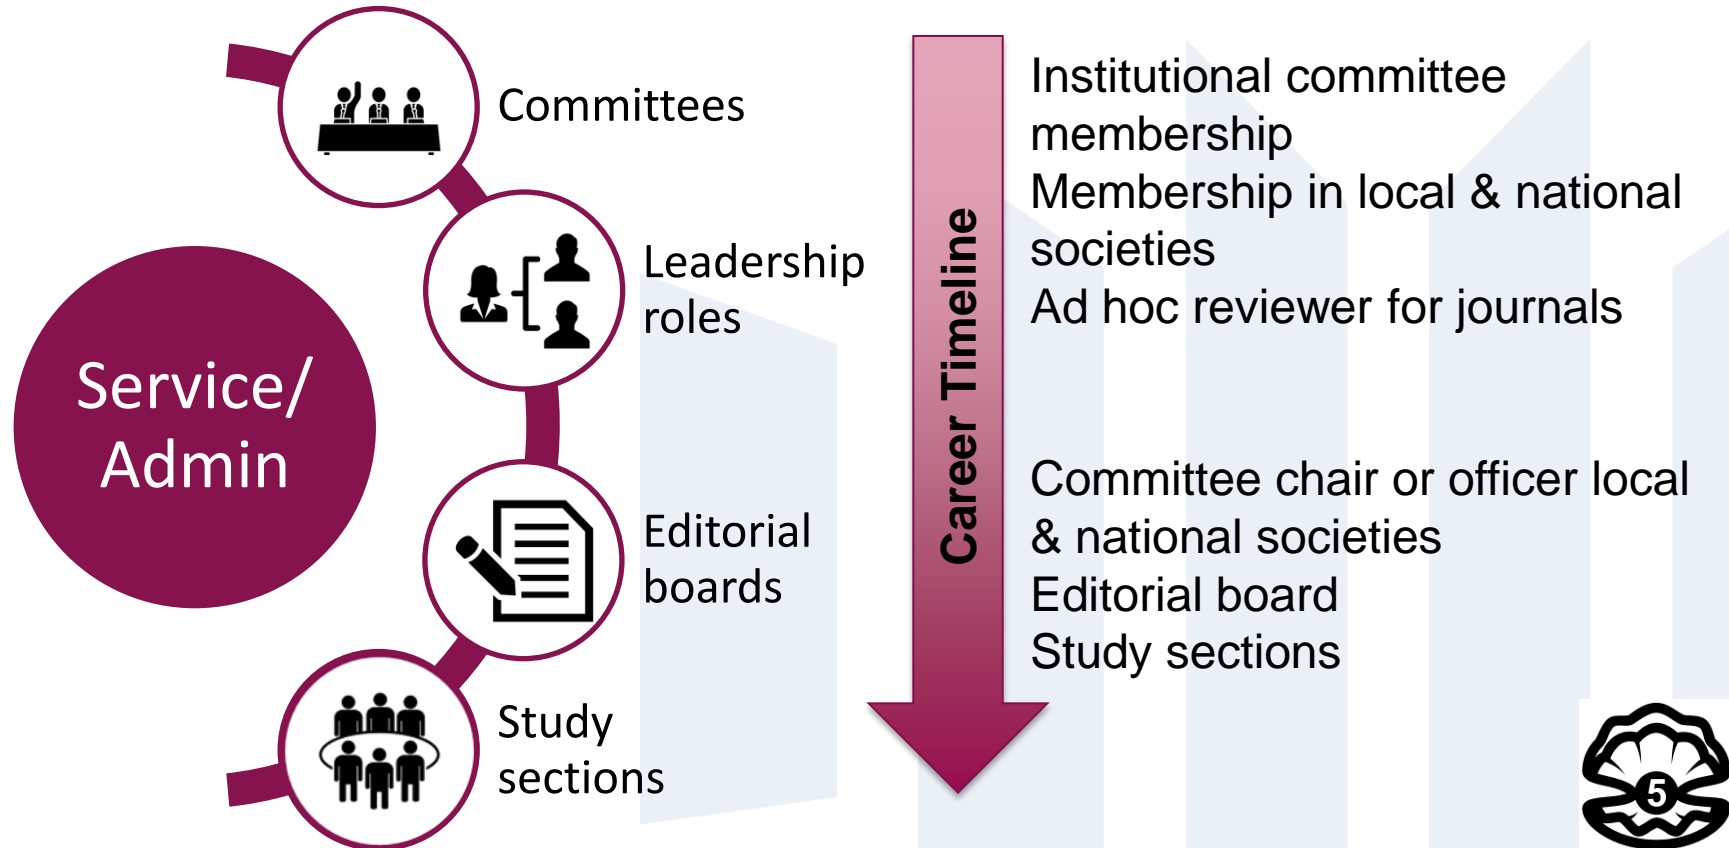 Committees
Leadership
roles
Service/
Admin
Editorial
boards
Study
sections
Career Timeline
Institutional committee
membership
Membership in local & national
societies
Ad hoc reviewer for journals
Committee chair or officer local
& national societies
Editorial board
Study sections
5